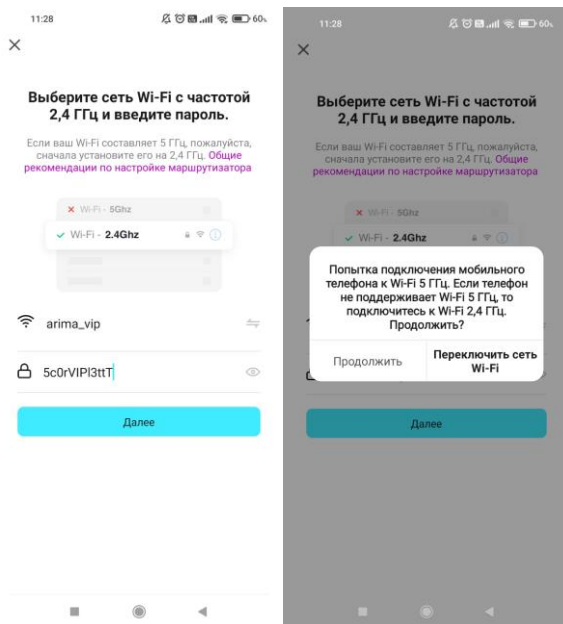 11:28
60
Выберите сеть Wi-Fi с частотой
2,4 ГГц и введите пароль.
Если ваш Wi-Fi составляет 5 ГГц, пожалуйста,
сначала установите его на 2,4 ГГц. Общие
рекомендации по настройке маршрутизатора
Wi-Fi - 5Ghz
Wi-Fi - 2.4Ghz
arima_vip
5c0rVIPl3ttT
Далее
11:28
60
Выберите сеть Wi-Fi с частотой
2,4 ГГц и введите пароль.
Если ваш Wi-Fi составляет 5 ГГц, пожалуйста,
сначала установите его на 2,4 ГГц. Общие
рекомендации по настройке маршрутизатора
Wi-Fi - 5Ghz
Wi-Fi - 2.4Ghz
Попытка подключения мобильного
телефона к Wi-Fi 5 ГГц. Если телефон
не поддерживает Wi-Fi 5 ГГц, то
подключитесь к Wi-Fi 2,4 ГГц.
Продолжить?
Продолжить
Переключить сеть
Wi-Fi
Далее